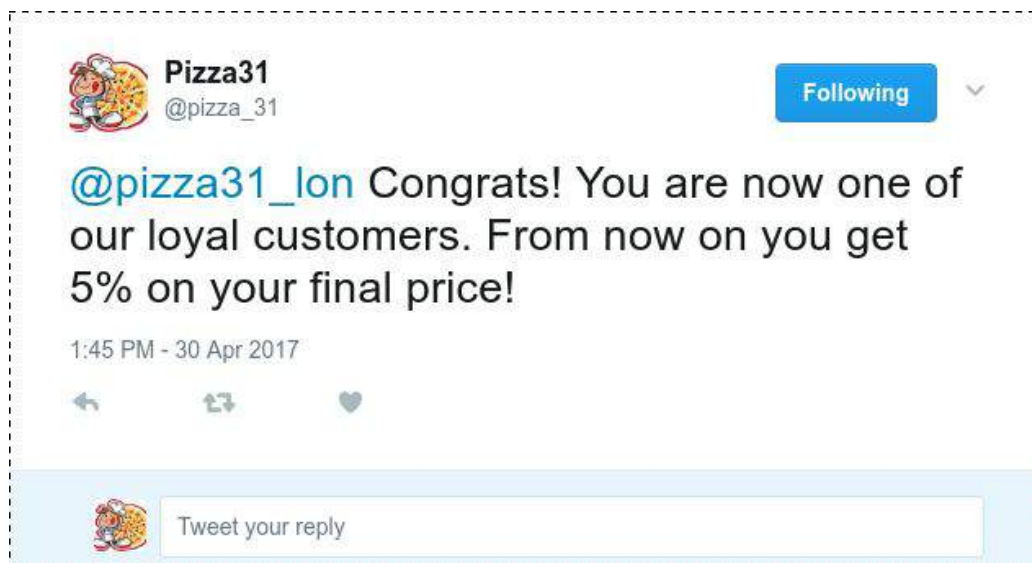 Pizza31
@pizza_31
Following
@pizza31_lon Congrats! You are now one of
our loyal customers. From now on you get
5% on your final price!
1:45 PM - 30 Apr 2017
Tweet your reply